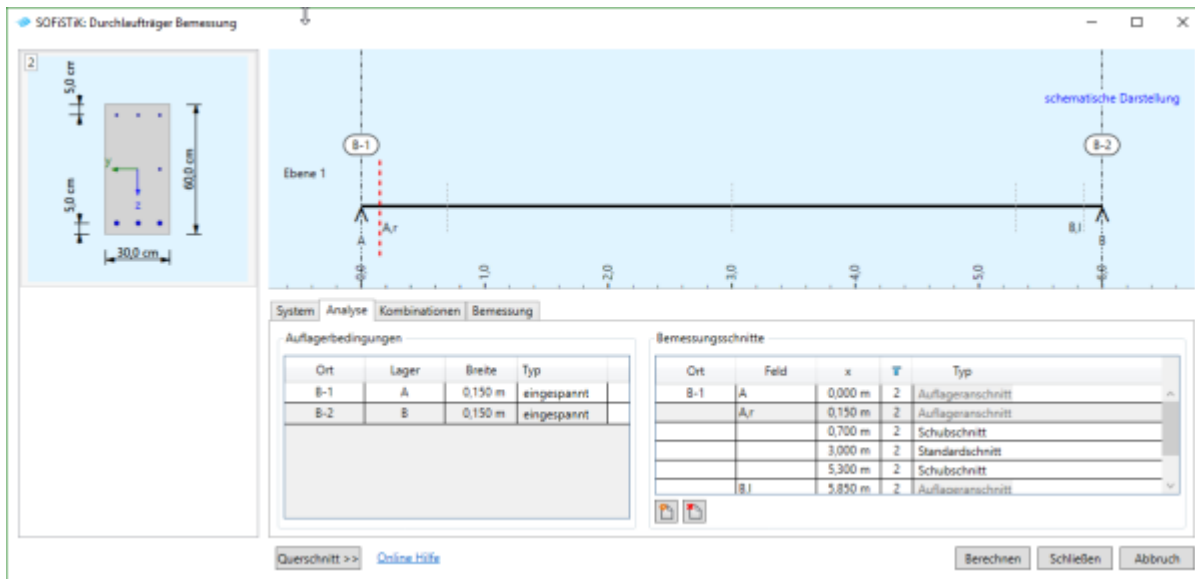 SOFiSTiK: Durchlaufträger Bemessung
2
5,0 cm
y
z
60,0 cm
5,0 cm
30,0 cm
schematische Darstellung
B-1
B-2
Ebene 1
A,r
B,l
A
B
0,0
1,0
2,0
3,0
4,0
5,0
6,0
System Analyse Kombinationen Bemessung
Auflagerbedingungen
Ort Lager Breite Typ
B-1 A 0,150 m eingespannt
B-2 B 0,150 m eingespannt
Bemessungsschnitte
Ort Feld x Typ
B-1 A 0,000 m 2 Auflageranschnitt
A,r 0,150 m 2 Auflageranschnitt
0,700 m 2 Schubschnitt
3,000 m 2 Standardschnitt
5,300 m 2 Schubschnitt
B,l 5,850 m 2 Auflageranschnitt
Querschnitt >> Online Hilfe
Berechnen Schließen Abbruch